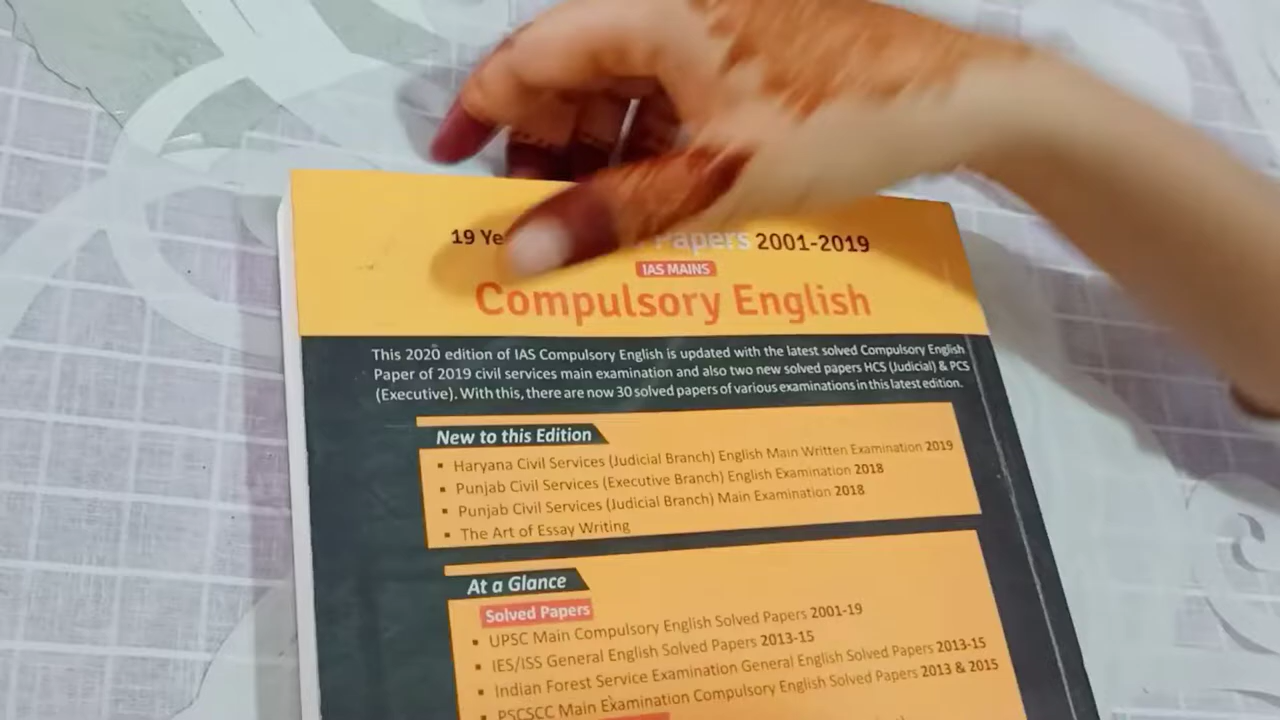 19 Ye Papers 2001-2019
IAS MAINS
Compulsory English
This 2020 edition of IAS Compulsory English is updated with the latest solved Compulsory English
Paper of 2019 civil services main examination and also two new solved papers HCS (Judicial) & PCS
(Executive). With this, there are now 30 solved papers of various examinations in this latest edition.
New to this Edition
▪ Haryana Civil Services (Judicial Branch) English Main Written Examination 2019
▪ Punjab Civil Services (Executive Branch) English Examination 2018
▪ Punjab Civil Services (Judicial Branch) Main Examination 2018
▪ The Art of Essay Writing
At a Glance
Solved Papers
▪ UPSC Main Compulsory English Solved Papers 2001-19
▪ IES/ISS General English Solved Papers 2013-15
▪ Indian Forest Service Examination General English Solved Papers 2013-15
▪ PSCSCC Main Examination Compulsory English Solved Papers 2013 & 2015